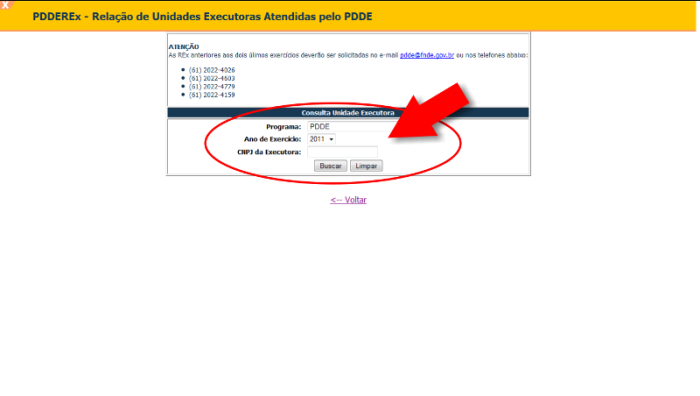 X
PDDEREx - Relação de Unidades Executoras Atendidas pelo PDDE
ATENÇÃO
As REx anteriores aos dois úlimos exercícios deverão ser solicitadas no e-mail pdde@fnde.gov.br ou nos telefones abaixo:
(61) 2022-4026
(61) 2022-4603
(61) 2022-4779
(61) 2022-4159
Consulta Unidade Executora
Programa: PDDE
Ano de Exercício: 2011
CNPJ da Executora:
Buscar Limpar
<-- Voltar